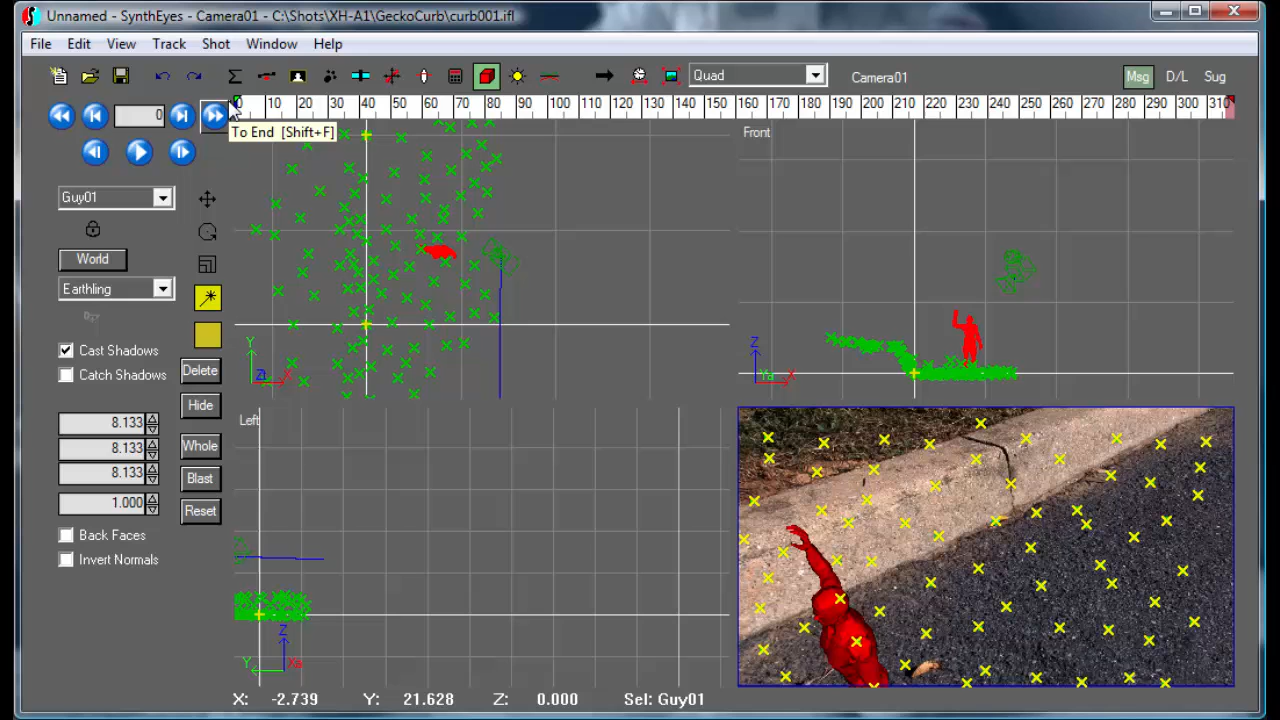 Unnamed - SynthEyes - Camera01 - C:\Shots\XH-A1\GeckoCurb\curb001.ifl
File Edit View Track Shot Window Help
Quad Camera01 Msg D/L Sug
0 0 10 20 30 40 50 60 70 80 90 100 110 120 130 140 150 160 170 180 190 200 210 220 230 240 250 260 270 280 290 300 310
To End [Shift+F]
Front
Guy01
World
Earthling
Cast Shadows
Catch Shadows
Delete
Hide
Whole
Blast
Reset
8.133
8.133
8.133
1.000
Back Faces
Invert Normals
Y
X
Z
X
Left
Z
Y
Xa
X: -2.739 Y: 21.628 Z: 0.000 Sel: Guy01